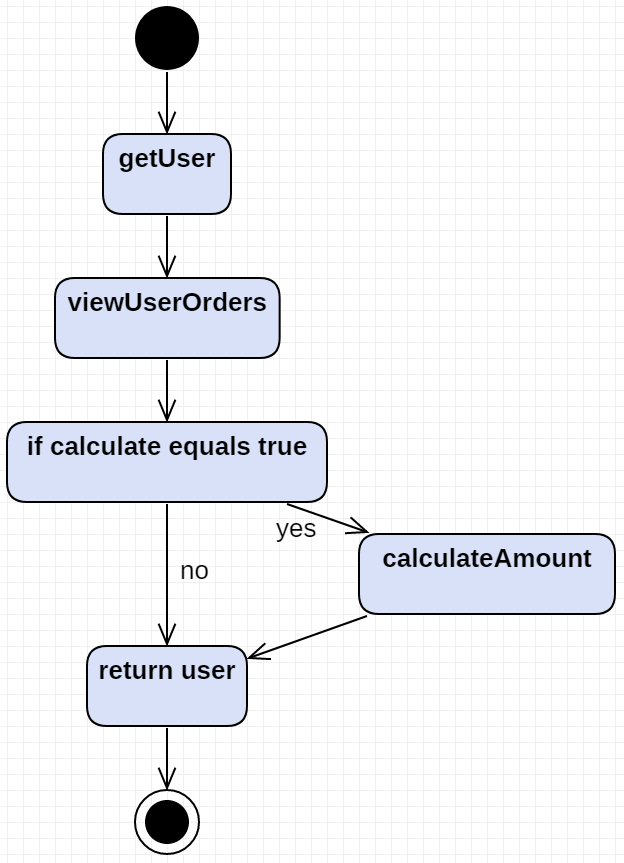 getUser
viewUserOrders
if calculate equals true
yes
calculateAmount
no
return user